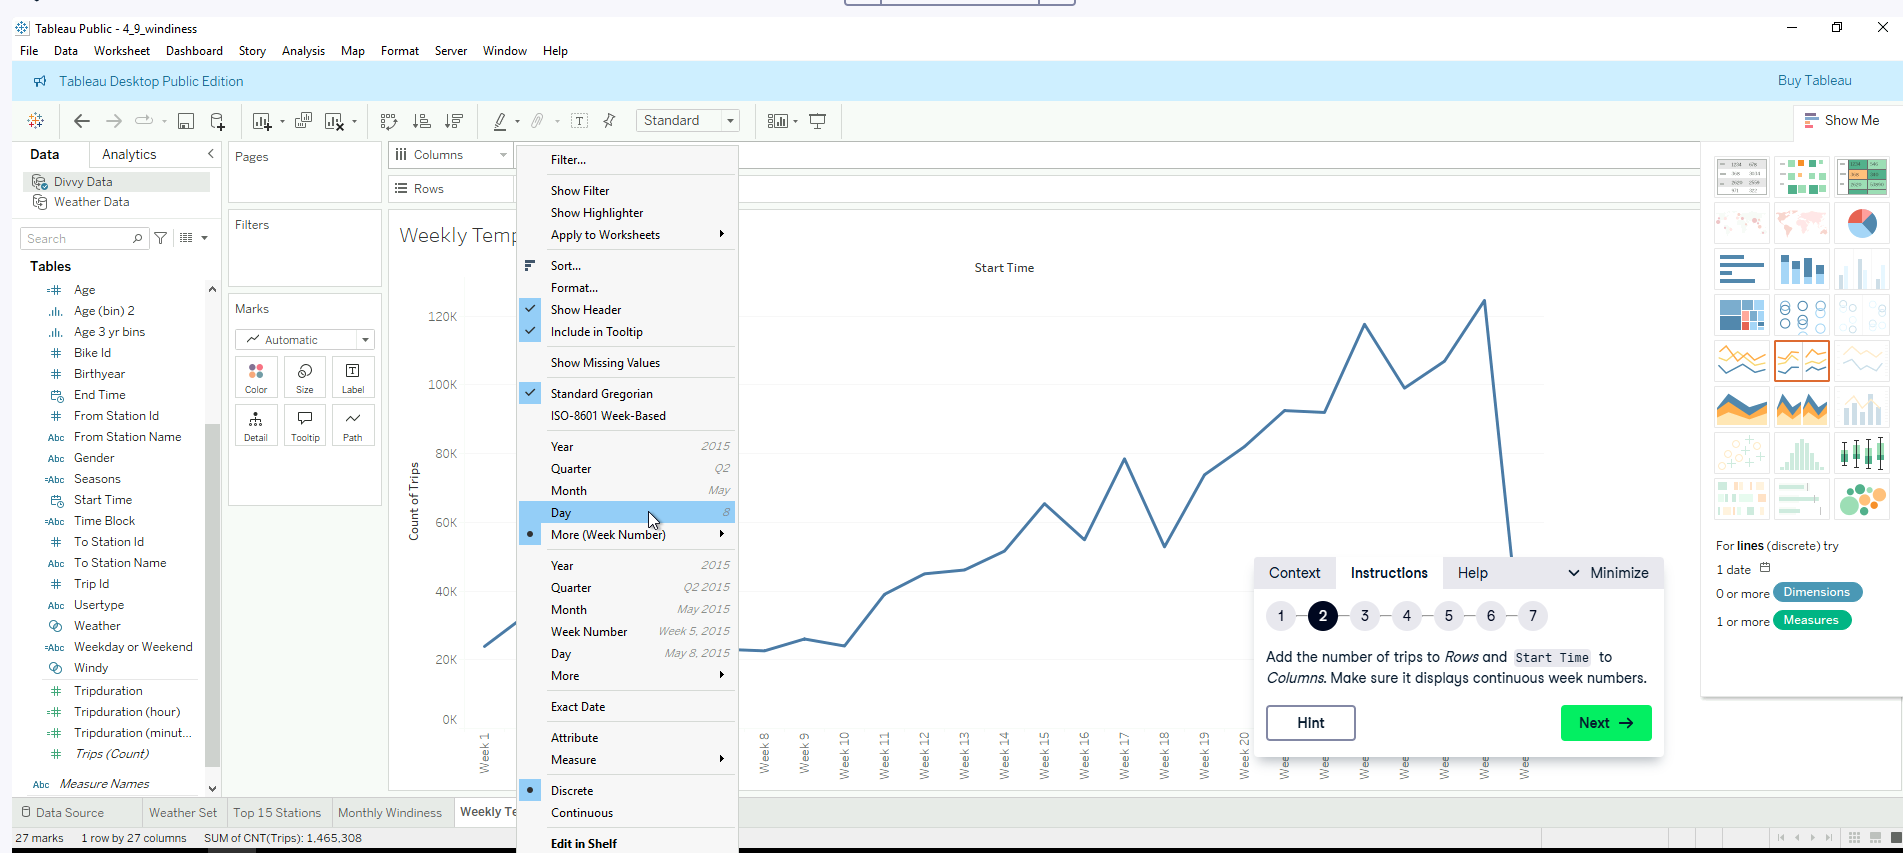 Tableau Public - 4_9_windiness
File Data Worksheet Dashboard Story Analysis Map Format Server Window Help
Tableau Desktop Public Edition
Buy Tableau
Standard
Show Me
Data
Analytics
Divvy Data
Weather Data
Search
Tables
Age
Age (bin) 2
Age 3 yr bins
Bike Id
Birthyear
End Time
From Station Id
Abc From Station Name
Abc Gender
=Abc Seasons
Start Time
=Abc Time Block
To Station Id
Abc To Station Name
Trip Id
Abc Usertype
Weather
=Abc Weekday or Weekend
Windy
Tripduration
Tripduration (hour)
Tripduration (minut...
Trips (Count)
Abc Measure Names
Pages
Filters
Marks
Automatic
Color
Size
Label
Detail
Tooltip
Path
Columns
Rows
Weekly Temp
Filter...
Show Filter
Show Highlighter
Apply to Worksheets
Sort...
Format...
Show Header
Include in Tooltip
Show Missing Values
Standard Gregorian
ISO-8601 Week-Based
Year 2015
Quarter Q2
Month May
Day 8
More (Week Number)
Year 2015
Quarter Q2 2015
Month May 2015
Week Number Week 5, 2015
Day May 8, 2015
More
Exact Date
Attribute
Measure
Discrete
Continuous
Edit in Shelf
Start Time
Count of Trips
120K
100K
80K
60K
40K
20K
0K
Week 1
Week 8
Week 9
Week 10
Week 11
Week 12
Week 13
Week 14
Week 15
Week 16
Week 17
Week 18
Week 19
Week 20
Context
Instructions
Help
Minimize
1 2 3 4 5 6 7
Add the number of trips to Rows and Start Time to
Columns. Make sure it displays continuous week numbers.
Hint
Next
For lines (discrete) try
1 date
0 or more Dimensions
1 or more Measures
Data Source
Weather Set
Top 15 Stations
Monthly Windiness
Weekly Te
27 marks
1 row by 27 columns
SUM of CNT(Trips): 1,465,308